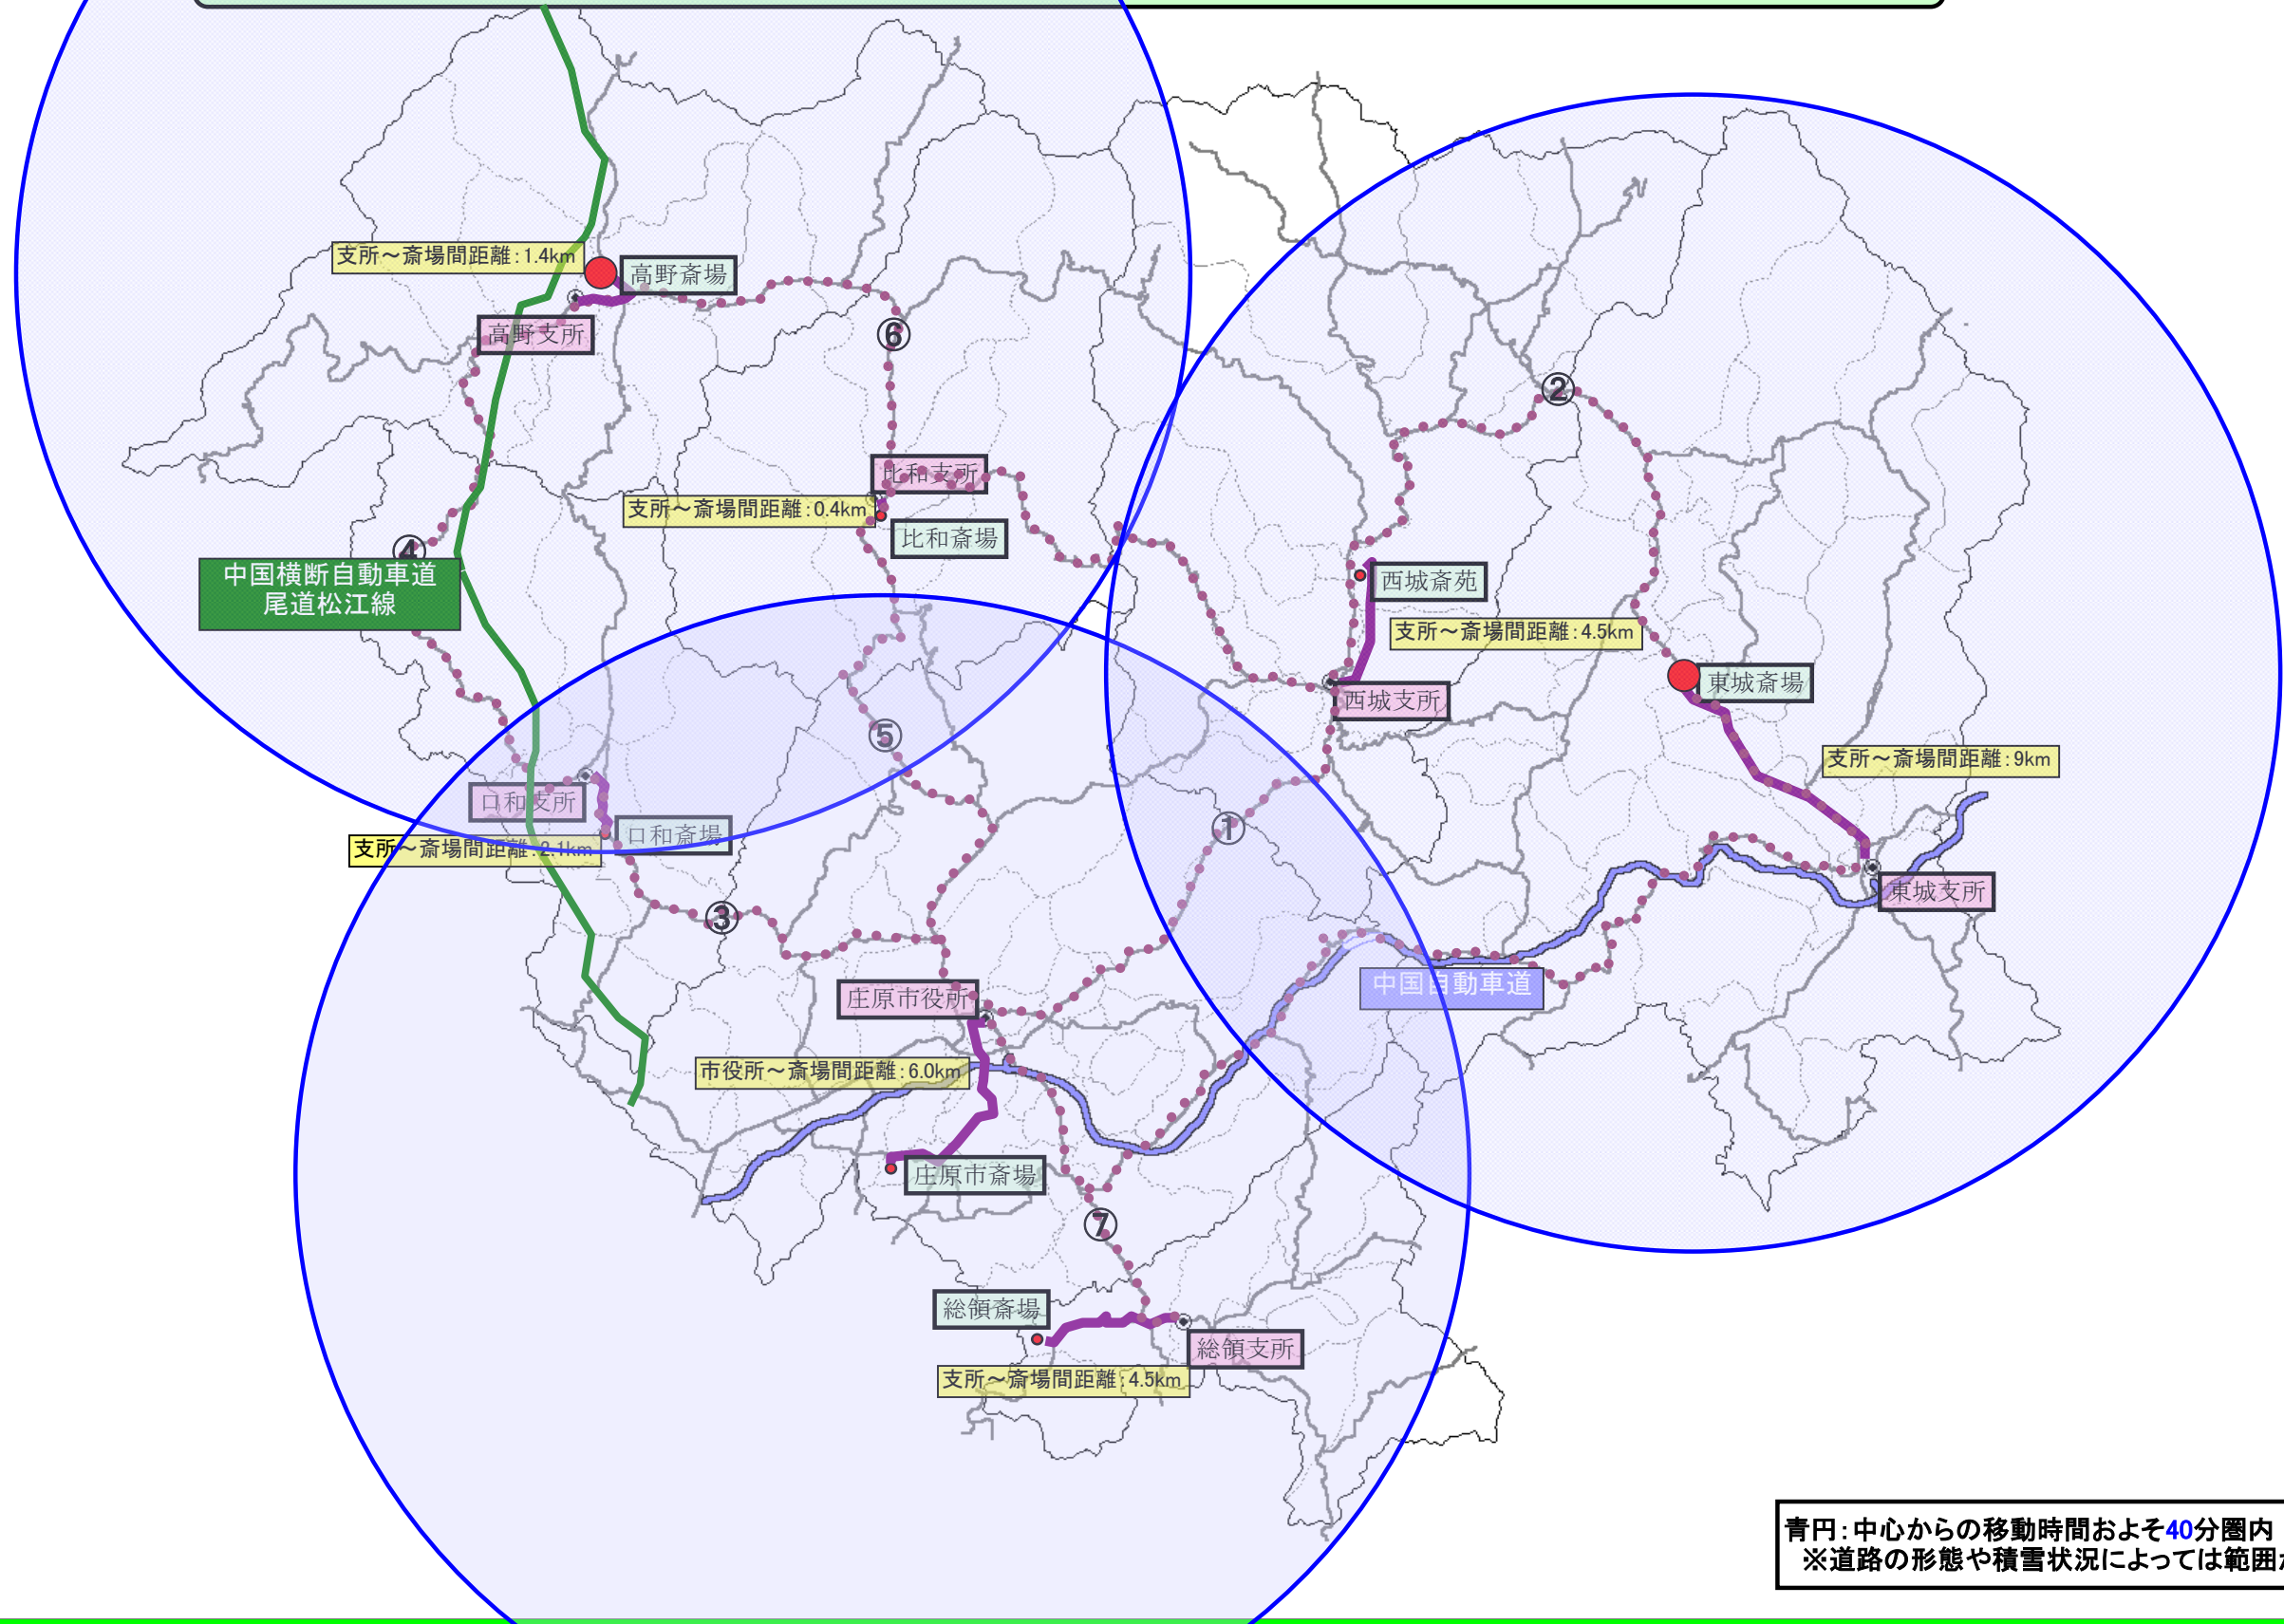 支所～斎場間距離：1.4km
高野斎場
高野支所
⑥
②
比和支所
支所～斎場間距離：0.4km
比和斎場
④
中国横断自動車道
尾道松江線
西城斎苑
支所～斎場間距離：4.5km
西城支所
東城斎場
⑤
支所～斎場間距離：9km
口和支所
口和斎場
支所～斎場間距離：2.1km
①
東城支所
③
庄原市役所
中国自動車道
市役所～斎場間距離：6.0km
庄原市斎場
⑦
総領斎場
総領支所
支所～斎場間距離：4.5km
青円：中心からの移動時間およそ40分圏内
※道路の形態や積雪状況によっては範囲が